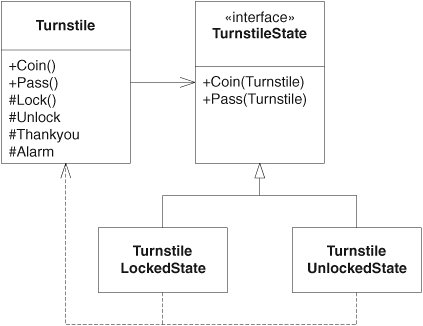 Turnstile
+Coin()
+Pass()
#Lock()
#Unlock
#Thankyou
#Alarm
«interface»
TurnstileState
+Coin(Turnstile)
+Pass(Turnstile)
Turnstile
LockedState
Turnstile
UnlockedState